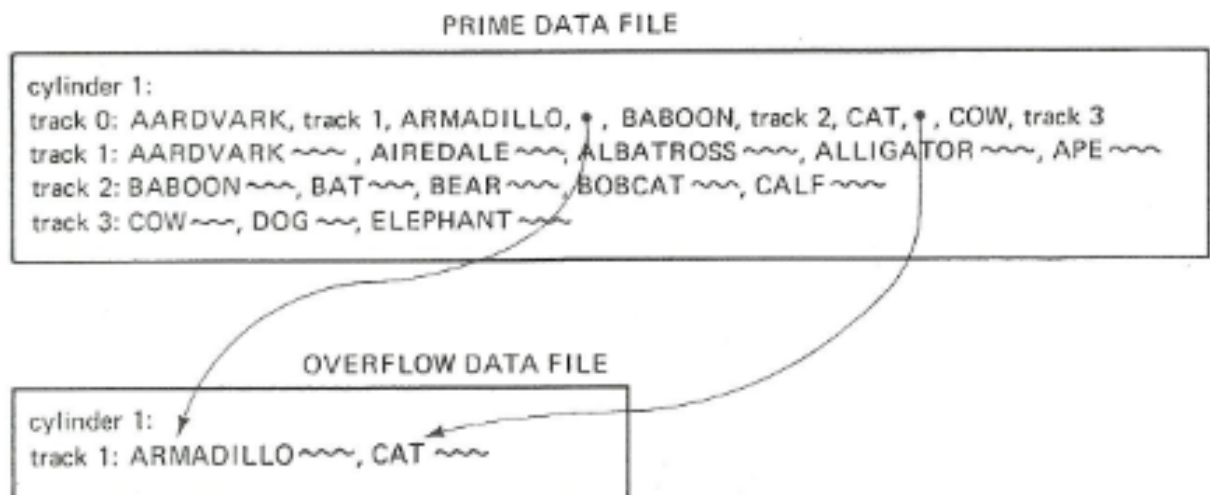 PRIME DATA FILE
cylinder 1:
track 0: AARDVARK, track 1, ARMADILLO, • , BABOON, track 2, CAT, • , COW, track 3
track 1: AARDVARK ~~~ , AIREDALE ~~~, ALBATROSS ~~~, ALLIGATOR ~~~, APE ~~~
track 2: BABOON ~~~, BAT ~~~, BEAR ~~~, BOBCAT ~~~, CALF ~~~
track 3: COW ~~~, DOG ~~~, ELEPHANT ~~~
OVERFLOW DATA FILE
cylinder 1:
track 1: ARMADILLO ~~~, CAT ~~~